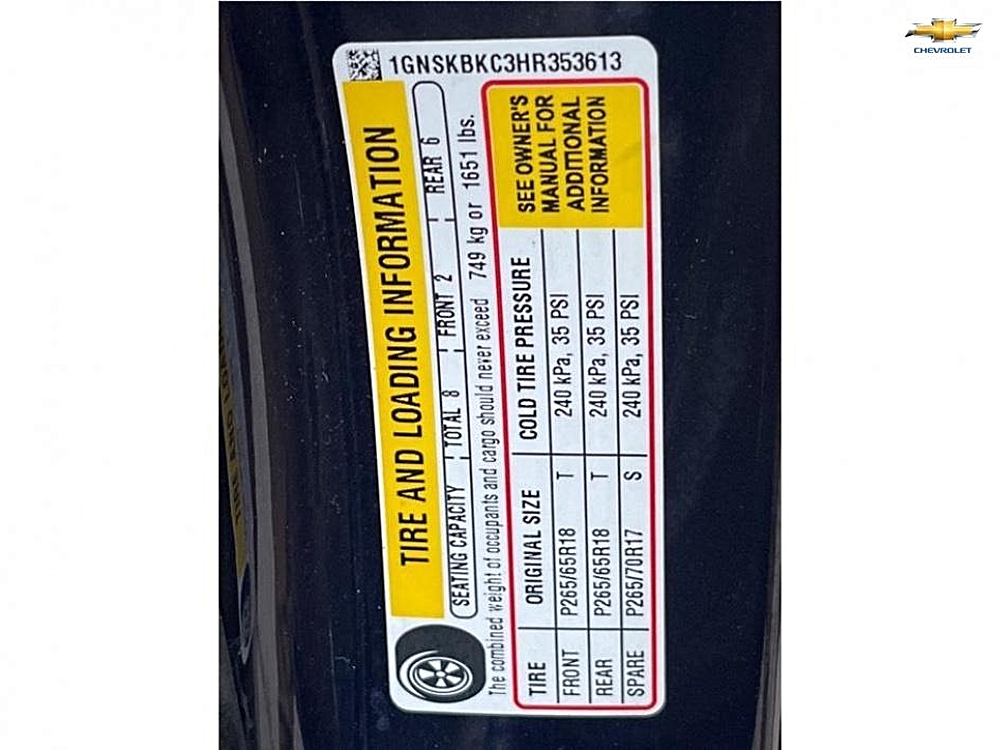 1GNSKBKC3HR353613
TIRE AND LOADING INFORMATION
SEATING CAPACITY TOTAL 8 FRONT 2 REAR 6
The combined weight of occupants and cargo should never exceed 749 kg or 1651 lbs.
TIRE ORIGINAL SIZE COLD TIRE PRESSURE
FRONT P265/65R18 T 240 kPa, 35 PSI
REAR P265/65R18 T 240 kPa, 35 PSI
SPARE P265/70R17 S 240 kPa, 35 PSI
SEE OWNER'S
MANUAL FOR
ADDITIONAL
INFORMATION
CHEVROLET